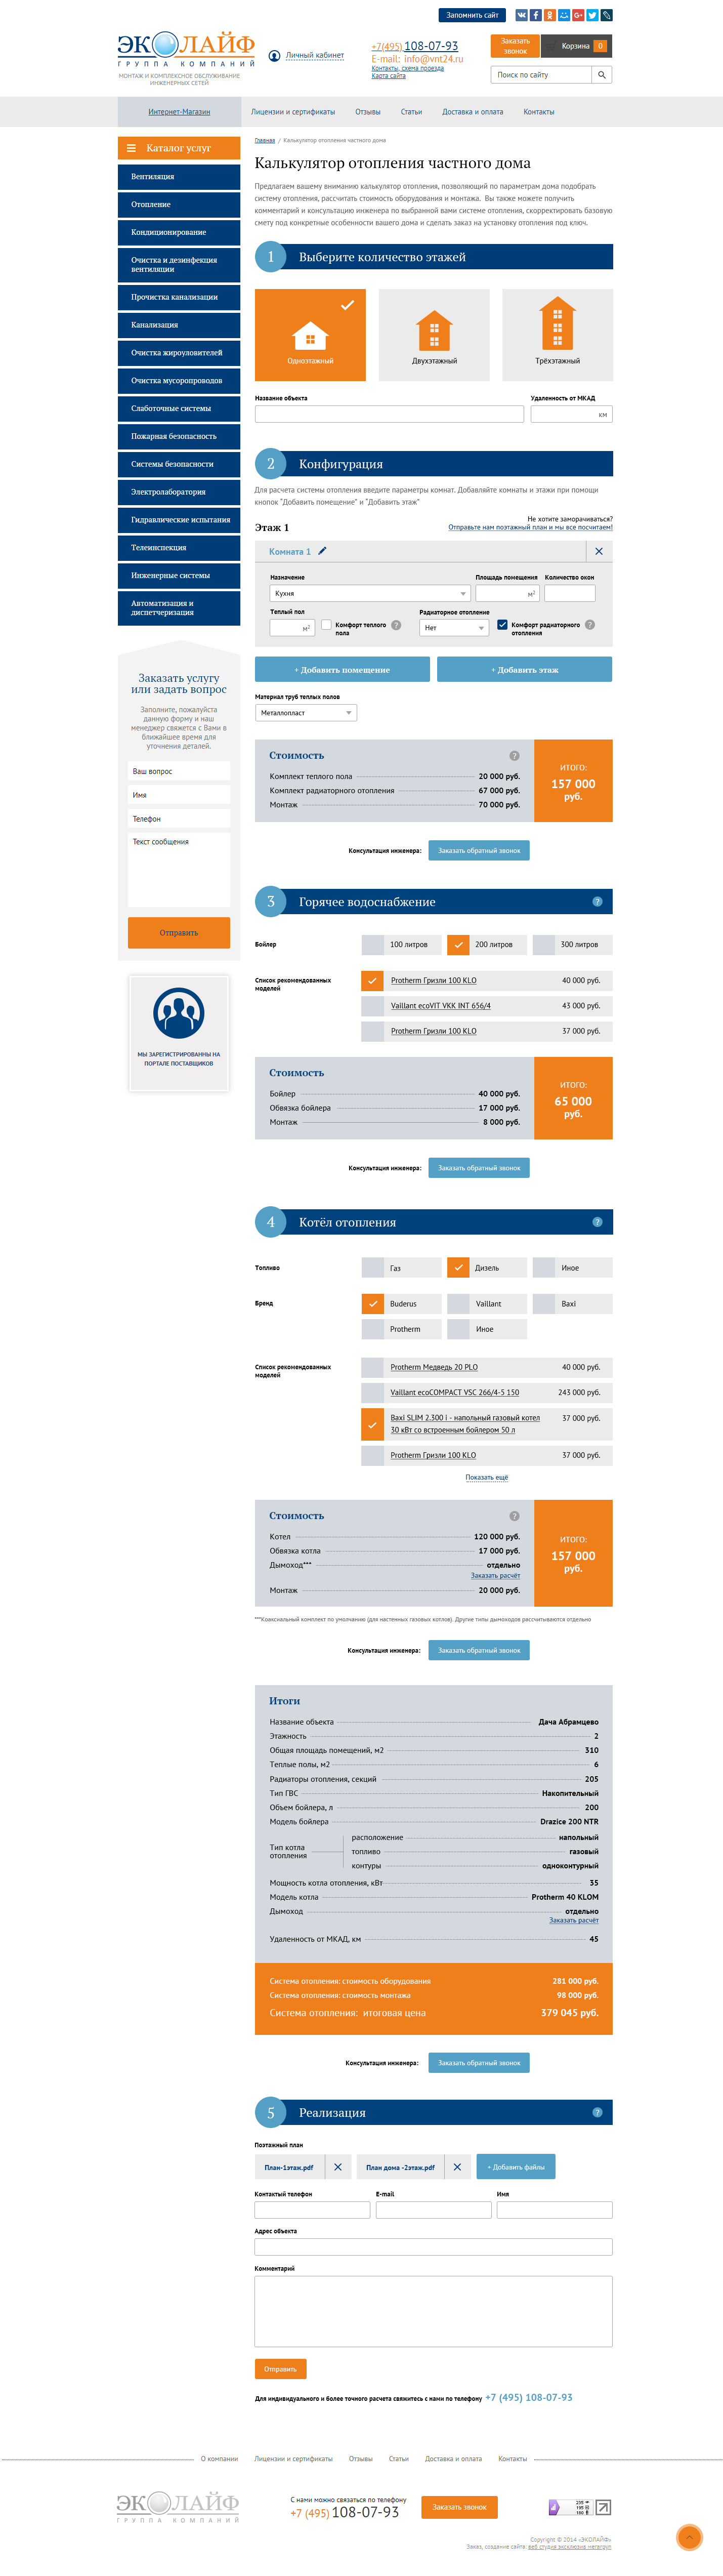 Запомнить сайт
ЭКОЛАЙФ
ГРУППА КОМПАНИЙ
МОНТАЖ И КОМПЛЕКСНОЕ ОБСЛУЖИВАНИЕ
ИНЖЕНЕРНЫХ СЕТЕЙ
Личный кабинет
+7(495) 108-07-93
E-mail: info@vnt24.ru
Контакты, схема проезда
Карта сайта
Заказать
звонок
Корзина 0
Поиск по сайту
Интернет-Магазин
Лицензии и сертификаты
Отзывы
Статьи
Доставка и оплата
Контакты
Каталог услуг
Вентиляция
Отопление
Кондиционирование
Очистка и дезинфекция
вентиляции
Прочистка канализации
Канализация
Очистка жироуловителей
Очистка мусоропроводов
Слаботочные системы
Пожарная безопасность
Системы безопасности
Электролаборатория
Гидравлические испытания
Телеинспекция
Инженерные системы
Автоматизация и
диспетчеризация
Заказать услугу
или задать вопрос
Заполните, пожалуйста
данную форму и наш
менеджер свяжется с Вами в
ближайшее время для
уточнения деталей.
Ваш вопрос
Имя
Телефон
Текст сообщения
Отправить
МЫ ЗАРЕГИСТРИРОВАННЫ НА
ПОРТАЛЕ ПОСТАВЩИКОВ
Главная / Калькулятор отопления частного дома
Калькулятор отопления частного дома
Предлагаем вашему вниманию калькулятор отопления, позволяющий по параметрам дома подобрать
систему отопления, рассчитать стоимость оборудования и монтажа. Вы также можете получить
комментарий и консультацию инженера по выбранной вами системе отопления, скорректировать базовую
смету под конкретные особенности вашего дома и сделать заказ на установку отопления под ключ.
1 Выберите количество этажей
Одноэтажный
Двухэтажный
Трёхэтажный
Название объекта
Удаленность от МКАД
км
2 Конфигурация
Для расчета системы отопления введите параметры комнат. Добавляйте комнаты и этажи при помощи
кнопок "Добавить помещение" и "Добавить этаж"
Этаж 1
Не хотите заморачиваться?
Отправьте нам поэтажный план и мы все посчитаем!
Комната 1
Назначение
Площадь помещения
Количество окон
Кухня
м²
Теплый пол
Радиаторное отопление
м²
Комфорт теплого
пола
?
Нет
Комфорт радиаторного
отопления
?
+ Добавить помещение
+ Добавить этаж
Материал труб теплых полов
Металлопласт
Стоимость
?
Комплект теплого пола 20 000 руб.
Комплект радиаторного отопления 67 000 руб.
Монтаж 70 000 руб.
ИТОГО:
157 000
руб.
Консультация инженера:
Заказать обратный звонок
3 Горячее водоснабжение
?
Бойлер
100 литров
200 литров
300 литров
Список рекомендованных
моделей
Protherm Гризли 100 KLO 40 000 руб.
Vaillant ecoVIT VKK INT 656/4 43 000 руб.
Protherm Гризли 100 KLO 37 000 руб.
Стоимость
Бойлер 40 000 руб.
Обвязка бойлера 17 000 руб.
Монтаж 8 000 руб.
ИТОГО:
65 000
руб.
Консультация инженера:
Заказать обратный звонок
4 Котёл отопления
?
Топливо
Газ
Дизель
Иное
Бренд
Buderus
Vaillant
Baxi
Protherm
Иное
Список рекомендованных
моделей
Protherm Медведь 20 PLO 40 000 руб.
Vaillant ecoCOMPACT VSC 266/4-5 150 243 000 руб.
Baxi SLIM 2.300 i - напольный газовый котел
30 кВт со встроенным бойлером 50 л
37 000 руб.
Protherm Гризли 100 KLO 37 000 руб.
Показать ещё
Стоимость
?
Котел 120 000 руб.
Обвязка котла 17 000 руб.
Дымоход*** отдельно
Заказать расчёт
Монтаж 20 000 руб.
ИТОГО:
157 000
руб.
***Коаксиальный комплект по умолчанию (для настенных газовых котлов). Другие типы дымоходов рассчитываются отдельно
Консультация инженера:
Заказать обратный звонок
Итоги
Название объекта Дача Абрамцево
Этажность 2
Общая площадь помещений, м2 310
Теплые полы, м2 6
Радиаторы отопления, секций 205
Тип ГВС Накопительный
Объем бойлера, л 200
Модель бойлера Drazice 200 NTR
Тип котла
отопления
расположение напольный
топливо газовый
контуры одноконтурный
Мощность котла отопления, кВт 35
Модель котла Protherm 40 KLOM
Дымоход отдельно
Заказать расчёт
Удаленность от МКАД, км 45
Система отопления: стоимость оборудования 281 000 руб.
Система отопления: стоимость монтажа 98 000 руб.
Система отопления: итоговая цена 379 045 руб.
Консультация инженера:
Заказать обратный звонок
5 Реализация
?
Поэтажный план
План-1этаж.pdf
План дома -2этаж.pdf
+ Добавить файлы
Контактый телефон
E-mail
Имя
Адрес объекта
Комментарий
Отправить
Для индивидуального и более точного расчета свяжитесь с нами по телефону +7 (495) 108-07-93
О компании
Лицензии и сертификаты
Отзывы
Статьи
Доставка и оплата
Контакты
ЭКОЛАЙФ
ГРУППА КОМПАНИЙ
С нами можно связаться по телефону
+7 (495) 108-07-93
Заказать звонок
Copyright © 2014 «ЭКОЛАЙФ».
Заказ, создание сайта: веб студия эксклюзив мегагруп